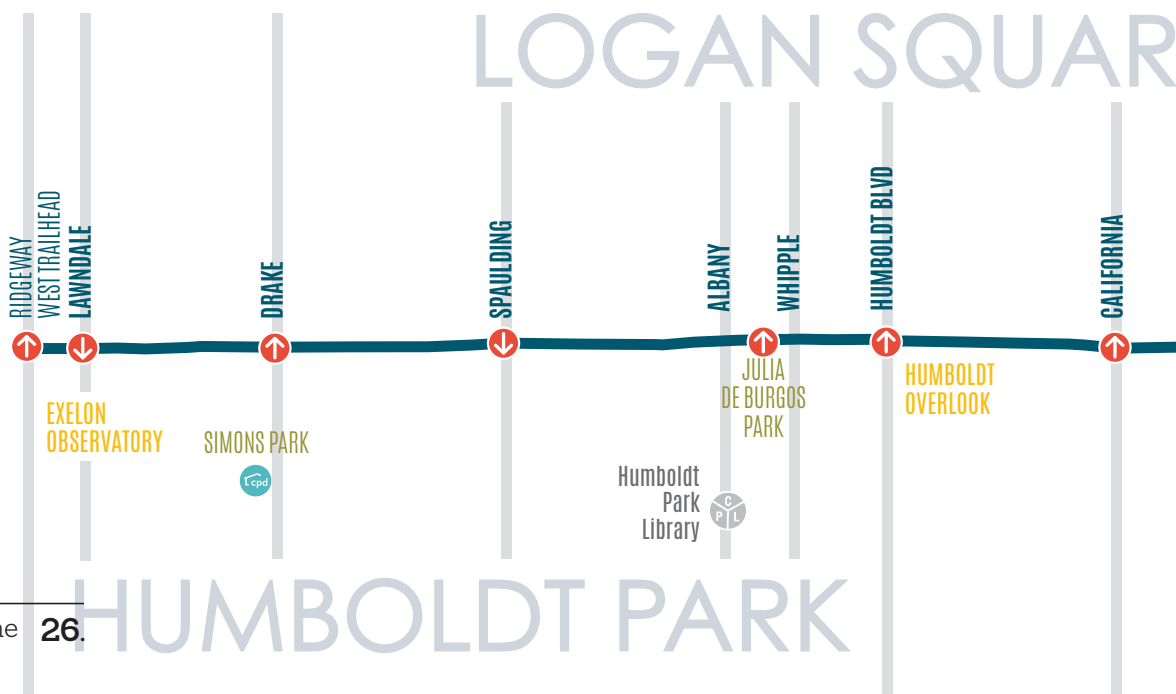 LOGAN SQUAR
RIDGEWAY
WEST TRAILHEAD
LAWNDALE
DRAKE
SPAULDING
ALBANY
WHIPPLE
HUMBOLDT BLVD
CALIFORNIA
EXELON
OBSERVATORY
SIMONS PARK
cpd
JULIA
DE BURGOS
PARK
HUMBOLDT
OVERLOOK
Humboldt
Park
Library
C
P L
HUMBOLDT PARK
26.